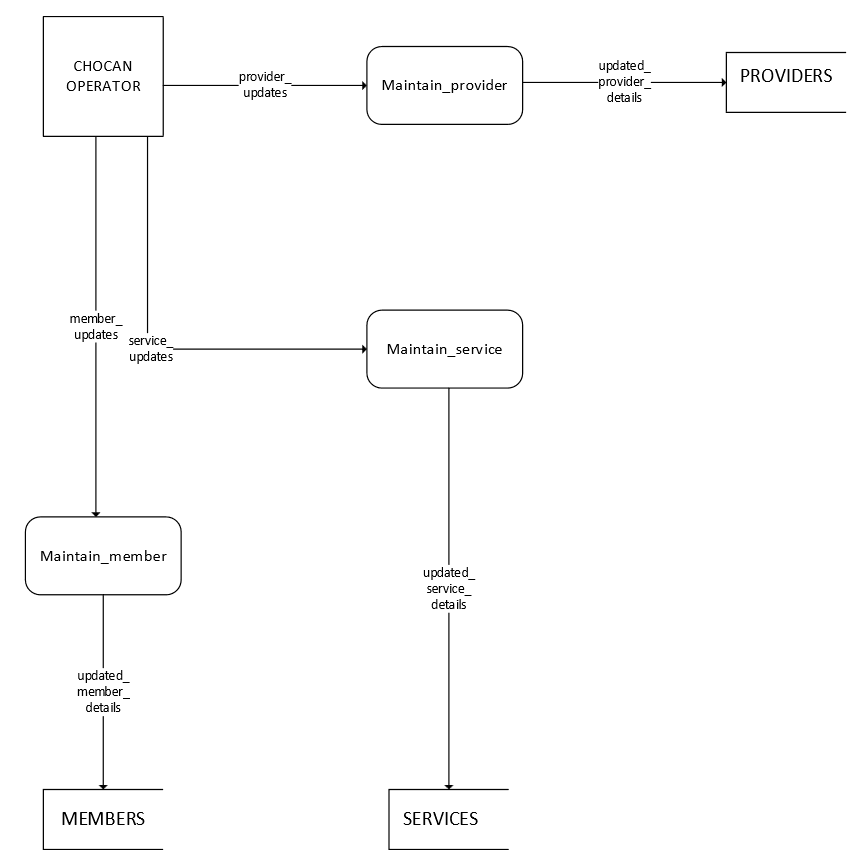 CHOCAN
OPERATOR
provider_
updates
Maintain_provider
updated_
provider_
details
PROVIDERS
member_
updates
service_
updates
Maintain_service
Maintain_member
updated_
service_
details
updated_
member_
details
MEMBERS
SERVICES